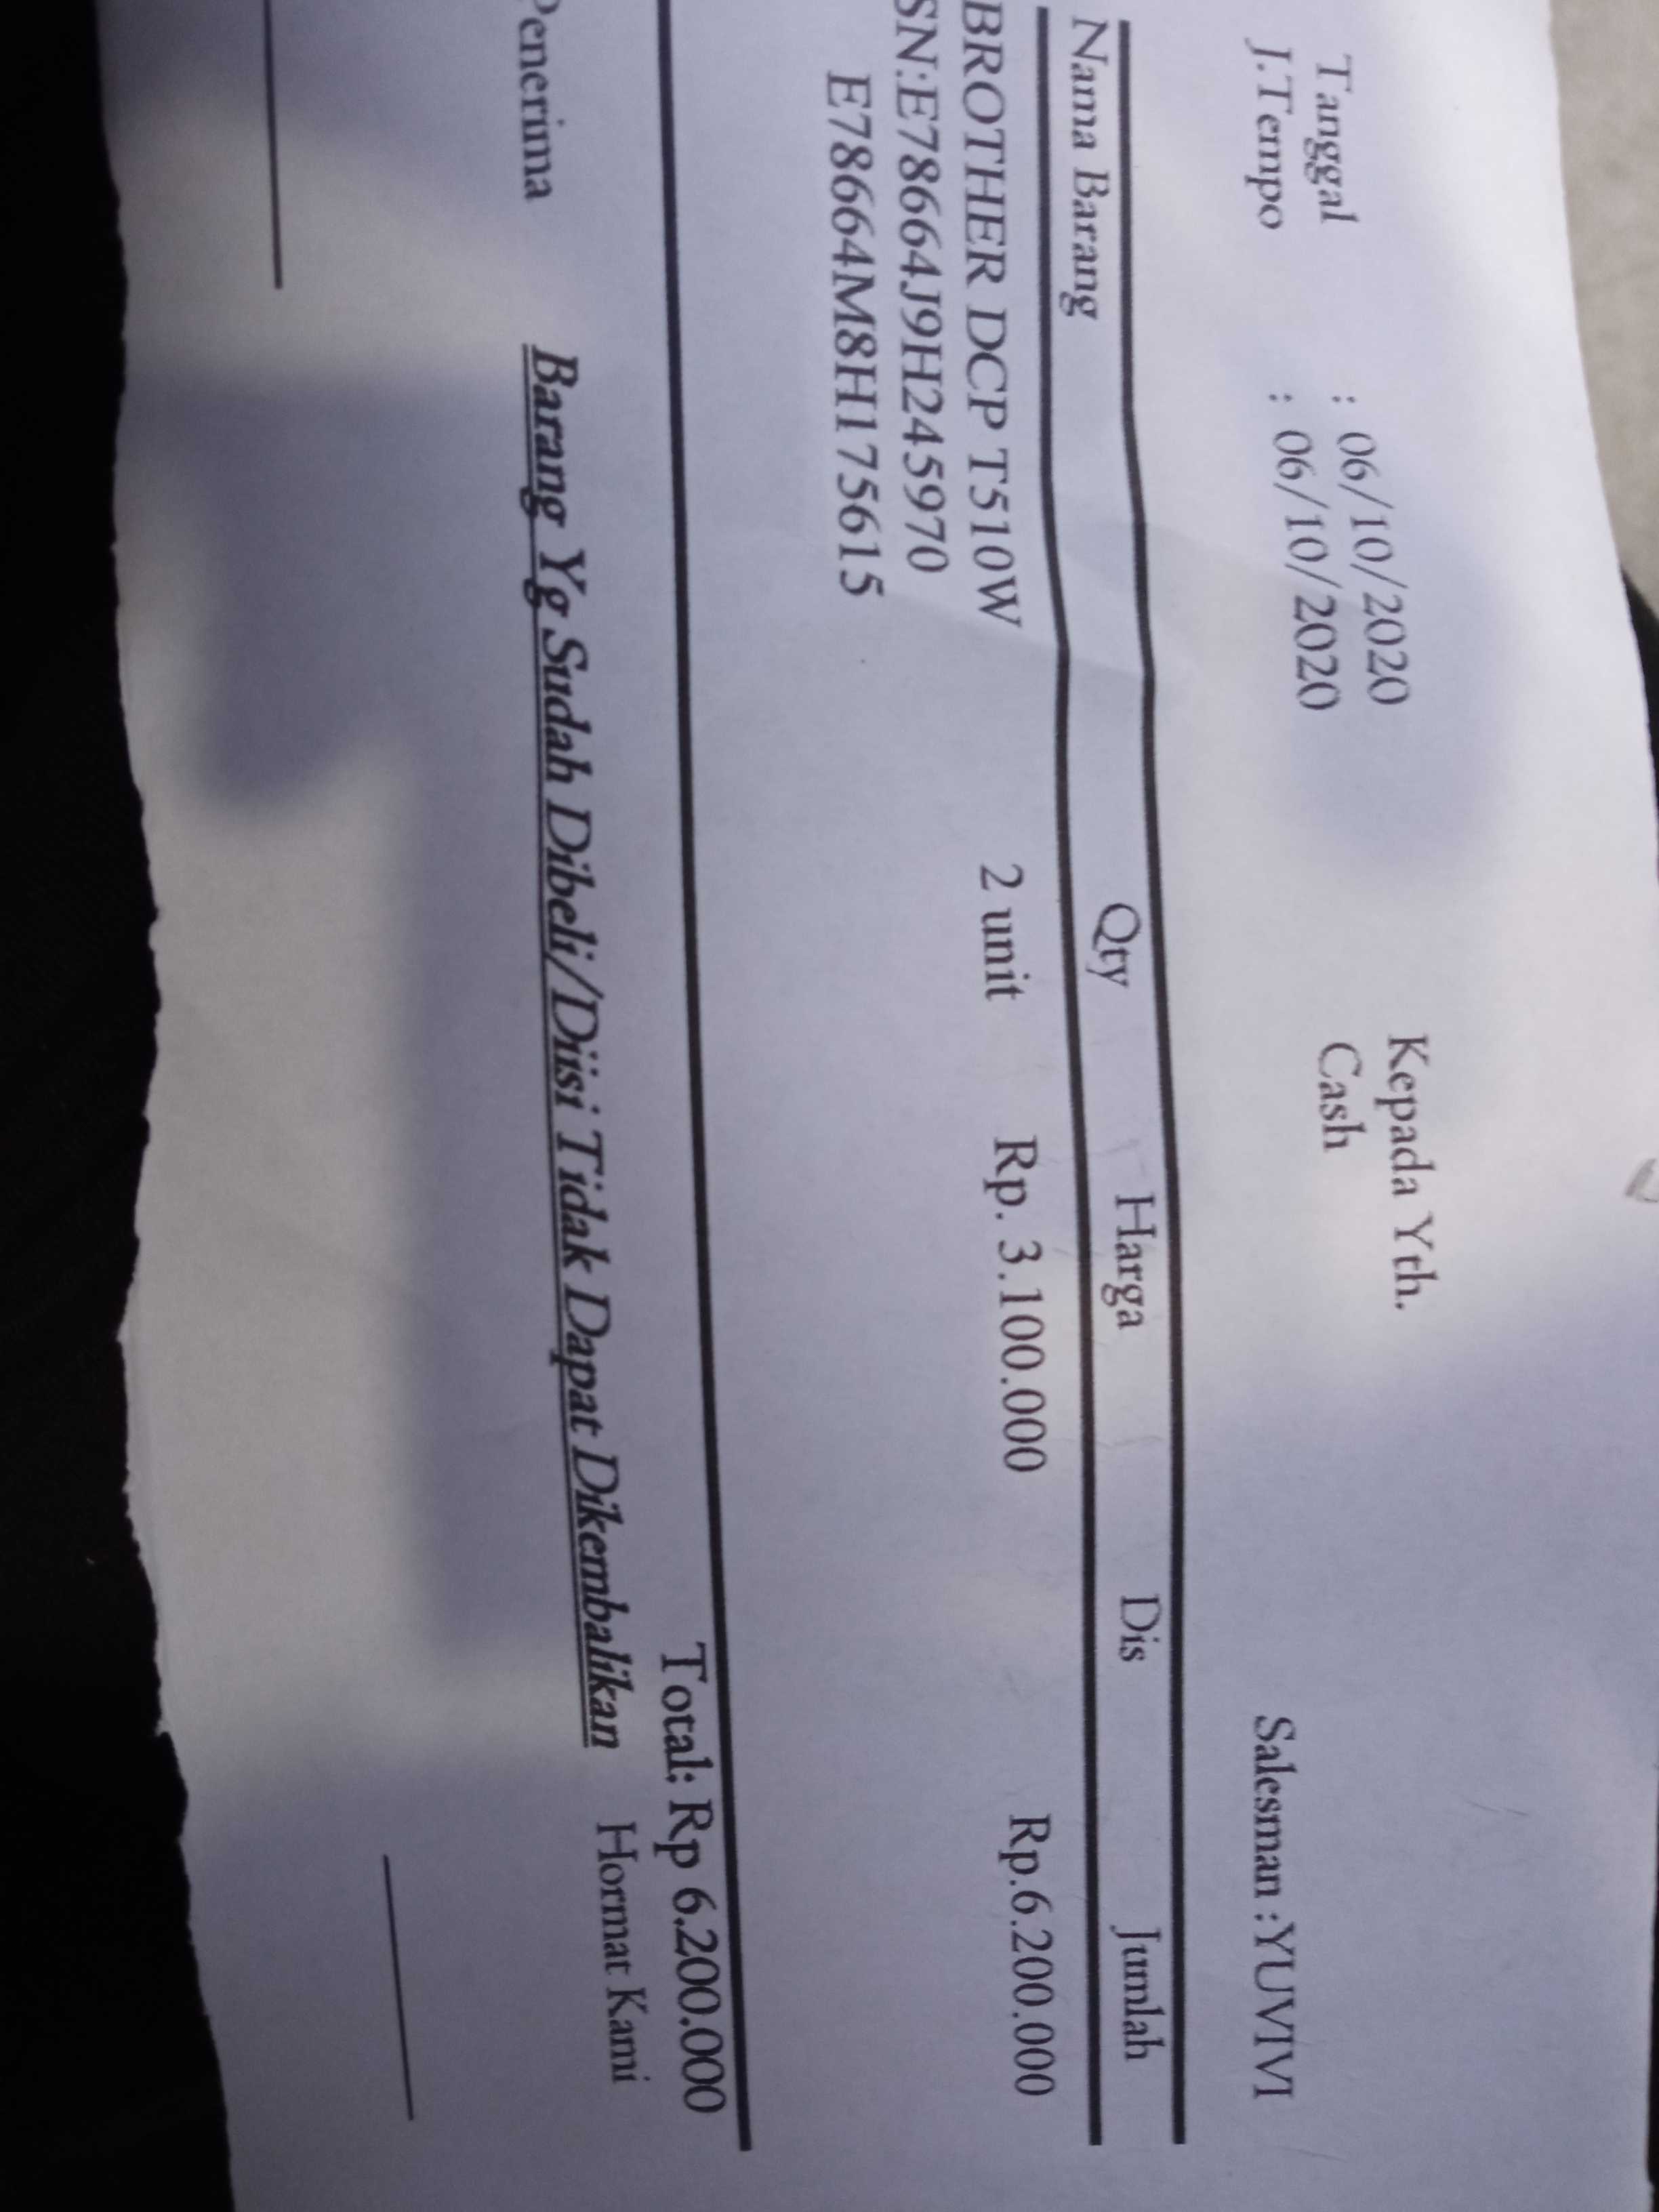 Tanggal : 06/10/2020 Kepada Yth.
J.Tempo : 06/10/2020 Cash Salesman :YUVIVI
Nama Barang Qty Harga Dis Jumlah
BROTHER DCP T510W 2 unit Rp. 3.100.000 Rp.6.200.000
SN:E78664J9H245970
E78664M8H175615
Total: Rp 6.200.000
Penerima Barang Yg Sudah Dibeli/Diisi Tidak Dapat Dikembalikan Hormat Kami